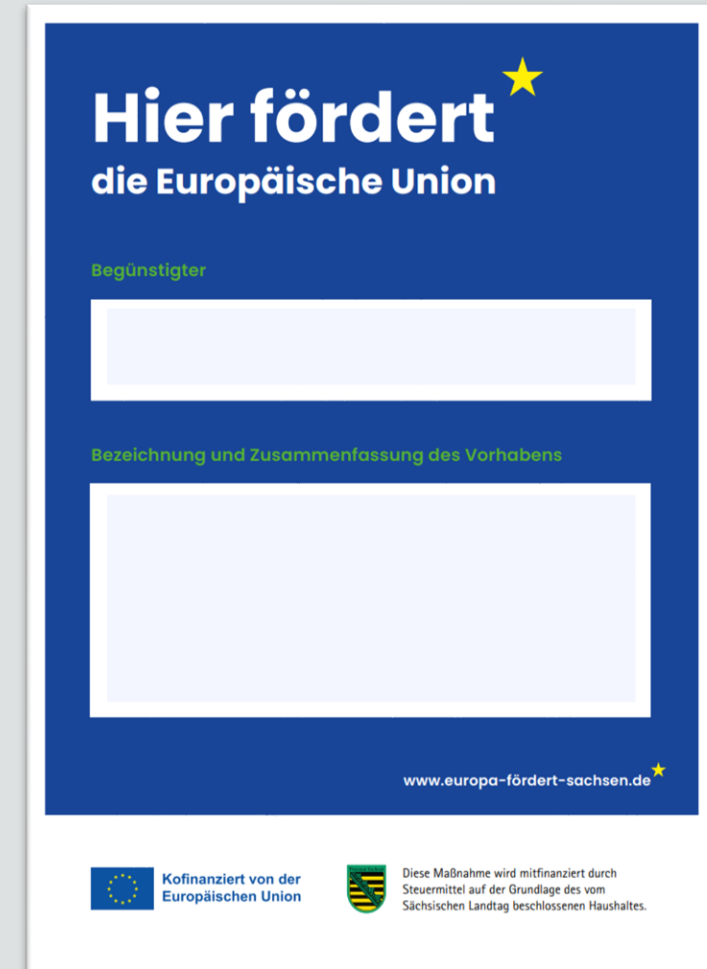 Hier fördert
die Europäische Union
Begünstigter
Bezeichnung und Zusammenfassung des Vorhabens
www.europa-fördert-sachsen.de
Kofinanziert von der
Europäischen Union
Diese Maßnahme wird mitfinanziert durch
Steuermittel auf der Grundlage des vom
Sächsischen Landtag beschlossenen Haushaltes.